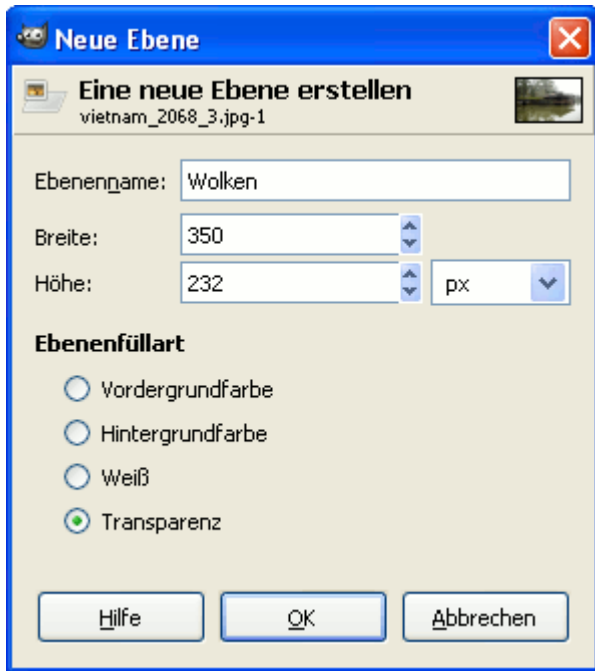 Neue Ebene
Eine neue Ebene erstellen
vietnam_2068_3.jpg-1
Ebenenname: Wolken
Breite: 350
Höhe: 232 px
Ebenenfüllart
Vordergrundfarbe
Hintergrundfarbe
Weiß
Transparenz
Hilfe OK Abbrechen